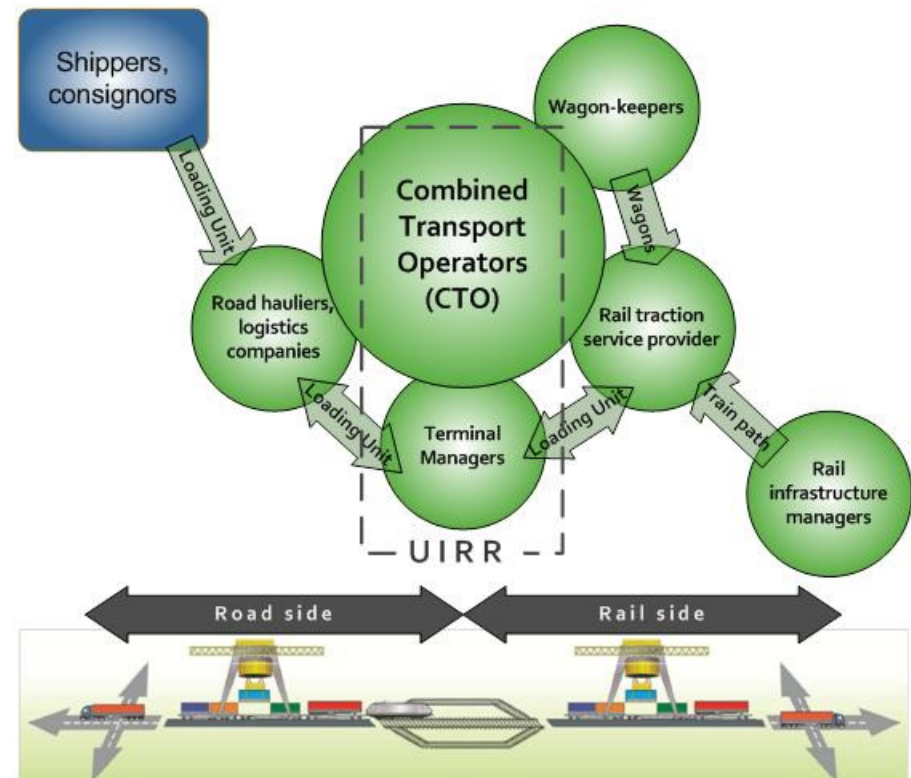 Shippers,
consignors
Wagon-keepers
Loading Unit
Combined
Transport
Operators
(CTO)
Wagons
Road hauliers,
logistics
companies
Rail traction
service provider
Loading Unit
Terminal
Managers
Loading Unit
Train path
Rail
infrastructure
managers
UIRR
Road side
Rail side